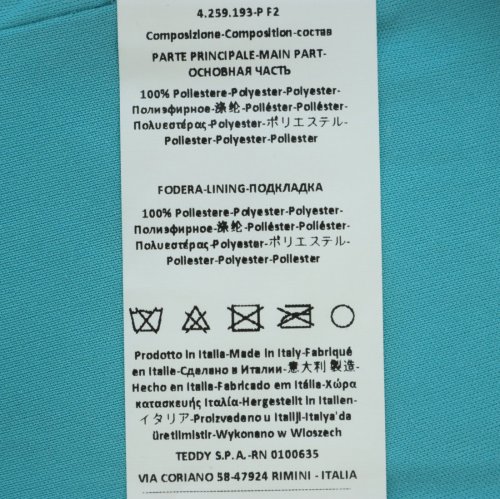 4.259.193-P F2
Composizione-Composition-состав
PARTE PRINCIPALE-MAIN PART-
ОСНОВНАЯ ЧАСТЬ
100% Poliestere-Polyester-Polyester-
Полиэфирное-涤纶-Poliéster-Poliéster-
Πολυεστέρας-Polyester-ポリエステル-
Poliester-Polyester-Poliester
FODERA-LINING-ПОДКЛАДКА
100% Poliestere-Polyester-Polyester-
Полиэфирное-涤纶-Poliéster-Poliéster-
Πολυεστέρας-Polyester-ポリエステル-
Poliester-Polyester-Poliester
Prodotto in Italia-Made in Italy-Fabriqué
en Italie-Сделано в Италии-意大利 製造-
Hecho en Italia-Fabricado em Itália-Χώρα
κατασκευής Ιταλία-Hergestellt in Italien-
イタリア-Proizvedano u Italiji-Italya'da
üretilmistir-Wykonano w Wloszech
TEDDY S.P.A.-RN 0100635
VIA CORIANO 58-47924 RIMINI - ITALIA